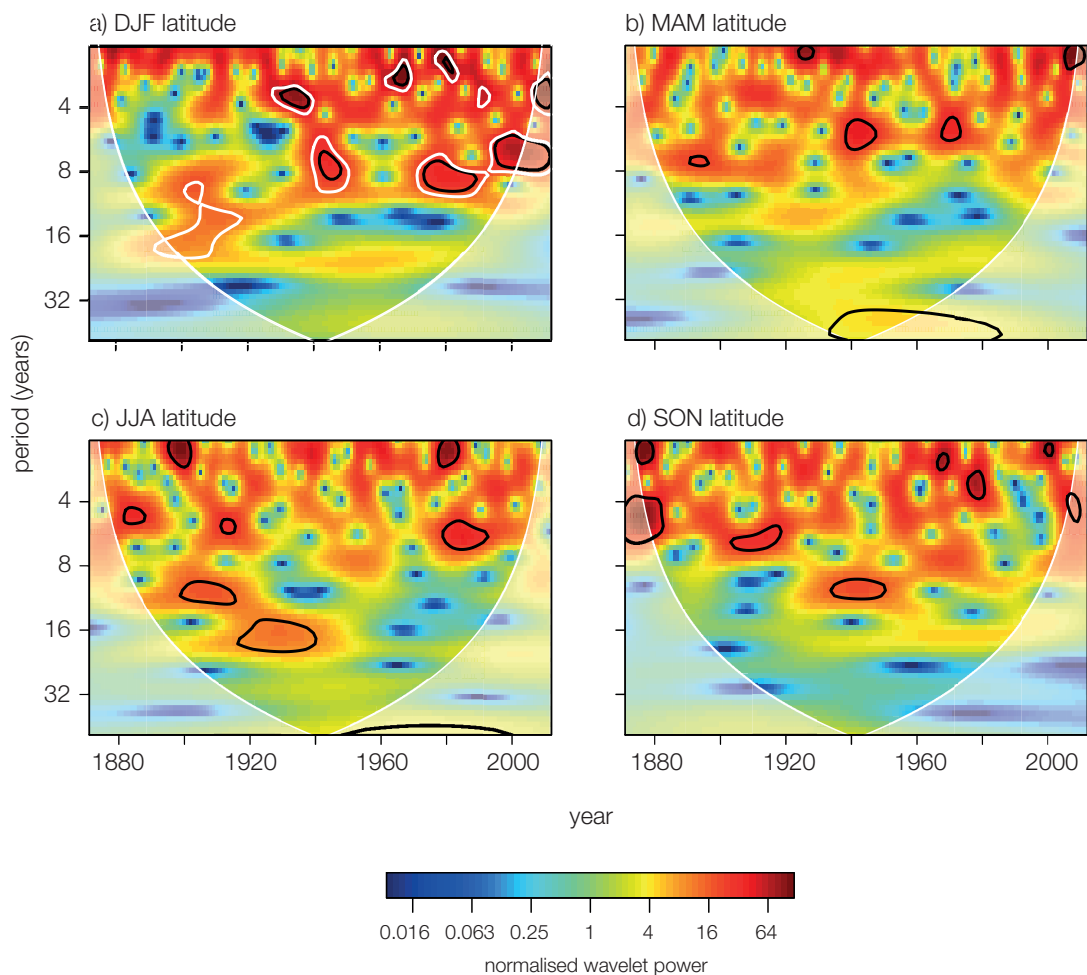 a) DJF latitude
b) MAM latitude
4
8
16
32
period (years)
c) JJA latitude
d) SON latitude
4
8
16
32
1880 1920 1960 2000
1880 1920 1960 2000
year
0.016 0.063 0.25 1 4 16 64
normalised wavelet power